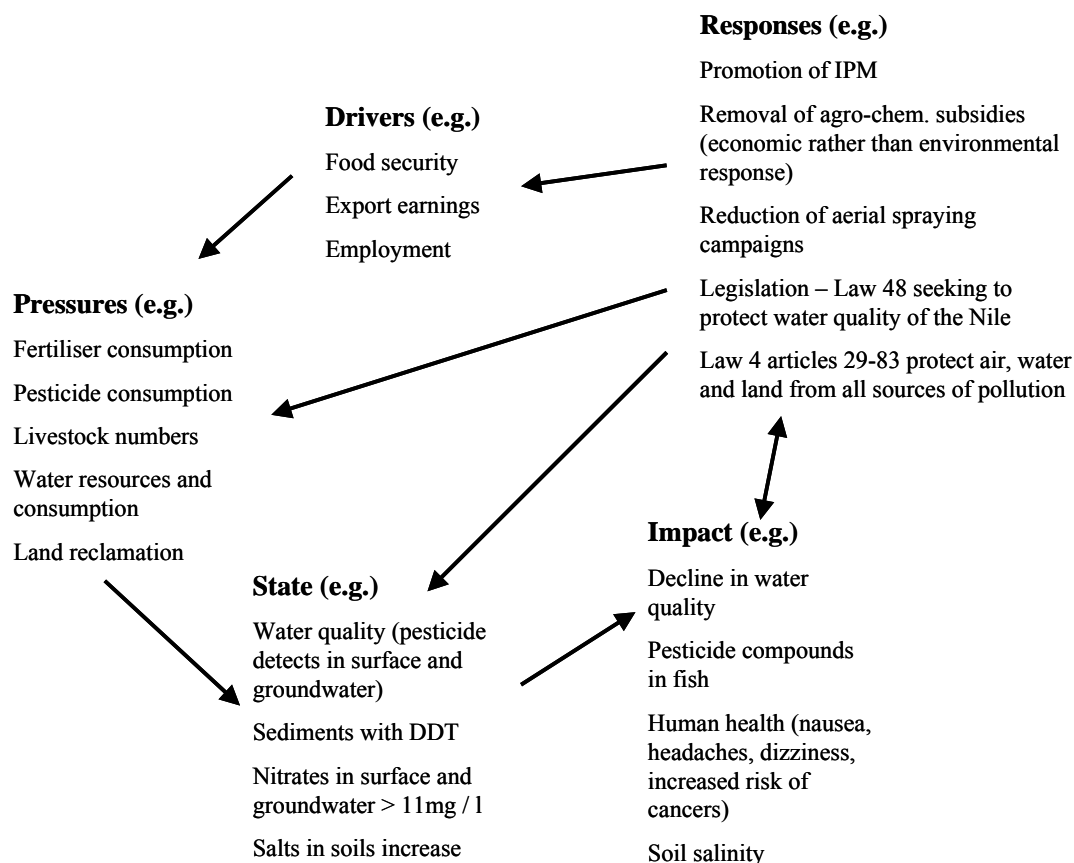 Responses (e.g.)
Promotion of IPM
Removal of agro-chem. subsidies
(economic rather than environmental
response)
Reduction of aerial spraying
campaigns
Legislation – Law 48 seeking to
protect water quality of the Nile
Law 4 articles 29-83 protect air, water
and land from all sources of pollution
Drivers (e.g.)
Food security
Export earnings
Employment
Pressures (e.g.)
Fertiliser consumption
Pesticide consumption
Livestock numbers
Water resources and
consumption
Land reclamation
State (e.g.)
Water quality (pesticide
detects in surface and
groundwater)
Sediments with DDT
Nitrates in surface and
groundwater > 11mg / l
Salts in soils increase
Impact (e.g.)
Decline in water
quality
Pesticide compounds
in fish
Human health (nausea,
headaches, dizziness,
increased risk of
cancers)
Soil salinity